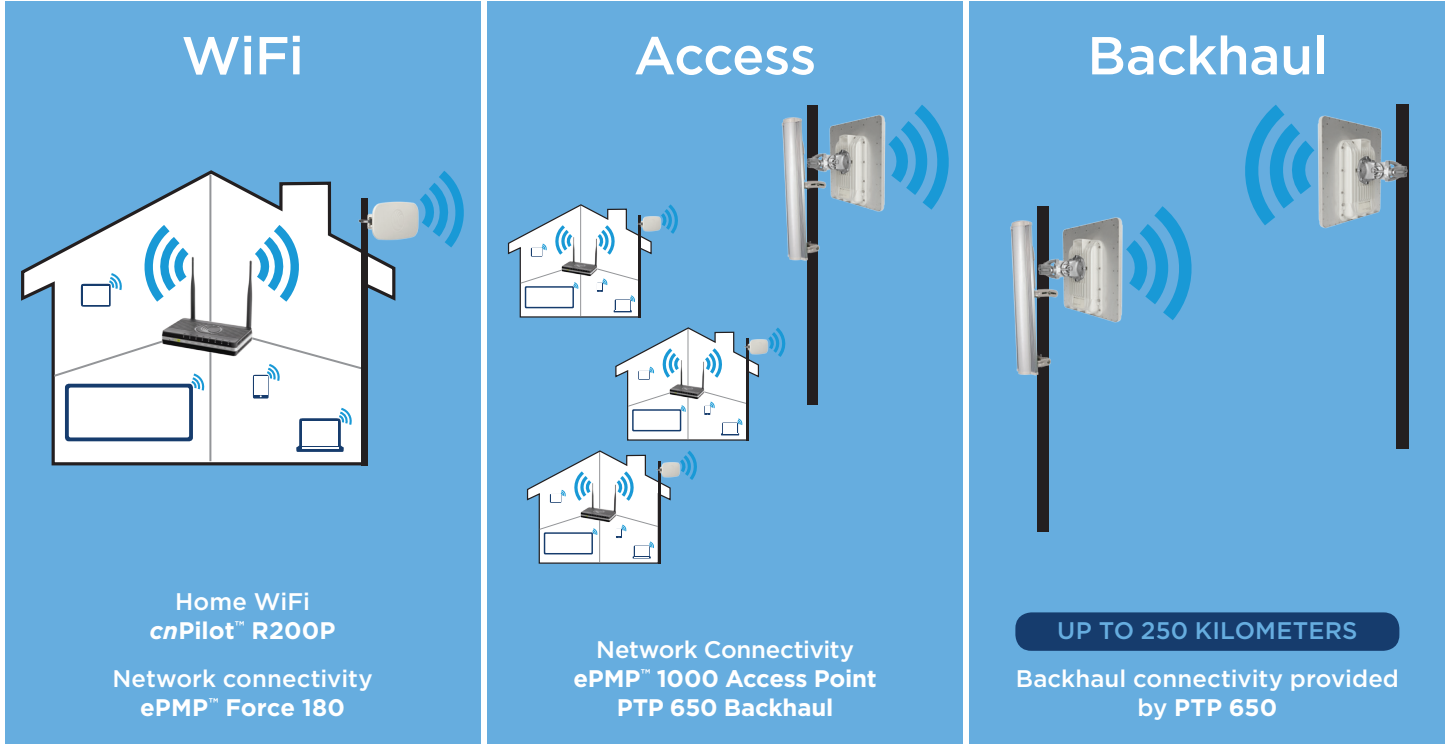 WiFi
Home WiFi
cnPilot™ R200P
Network connectivity
ePMP™ Force 180
Access
Network Connectivity
ePMP™ 1000 Access Point
PTP 650 Backhaul
Backhaul
UP TO 250 KILOMETERS
Backhaul connectivity provided
by PTP 650